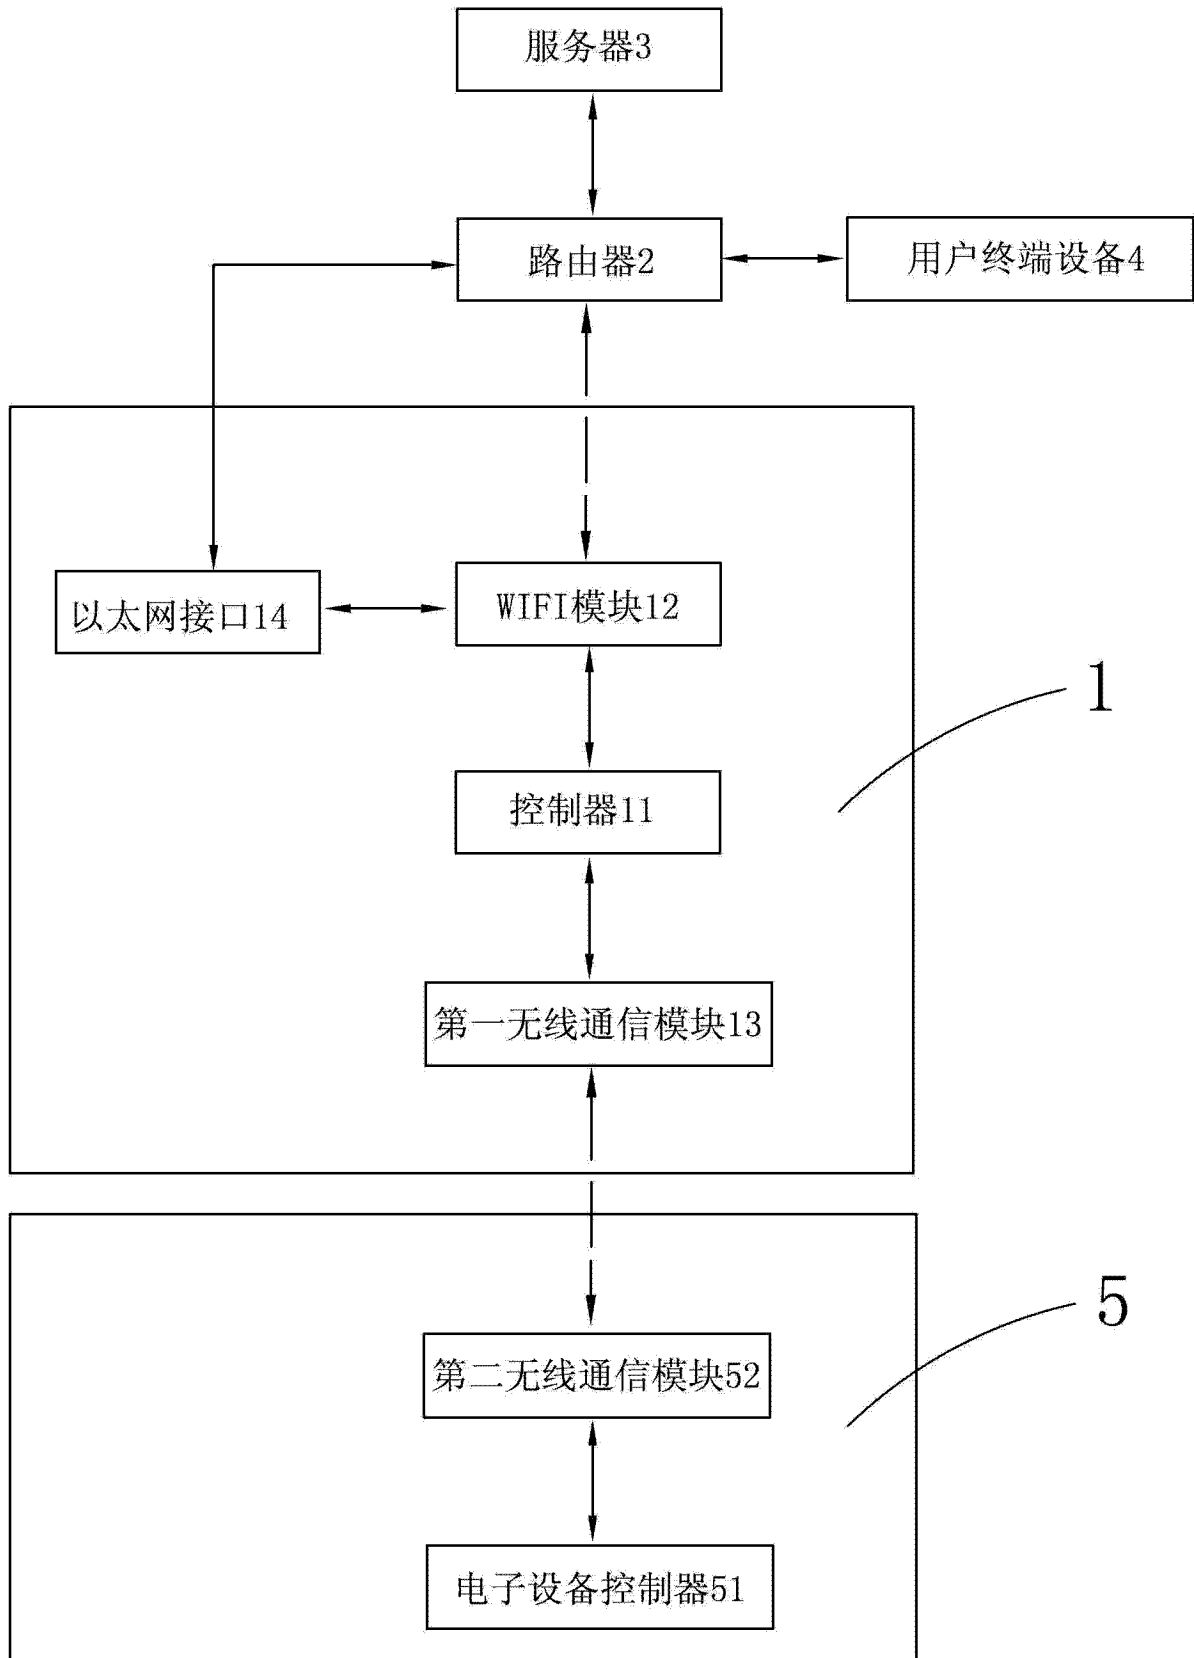 服务器3
路由器2
用户终端设备4
以太网接口14
WIFI模块12
1
控制器11
第一无线通信模块13
5
第二无线通信模块52
电子设备控制器51